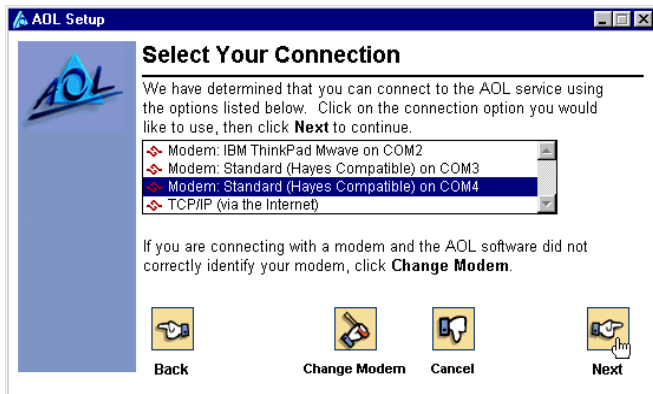 AOL Setup
AOL
Select Your Connection
We have determined that you can connect to the AOL service using
the options listed below. Click on the connection option you would
like to use, then click Next to continue.
Modem: IBM ThinkPad Mwave on COM2
Modem: Standard (Hayes Compatible) on COM3
Modem: Standard (Hayes Compatible) on COM4
TCP/IP (via the Internet)
If you are connecting with a modem and the AOL software did not
correctly identify your modem, click Change Modem.
Back Change Modem Cancel Next